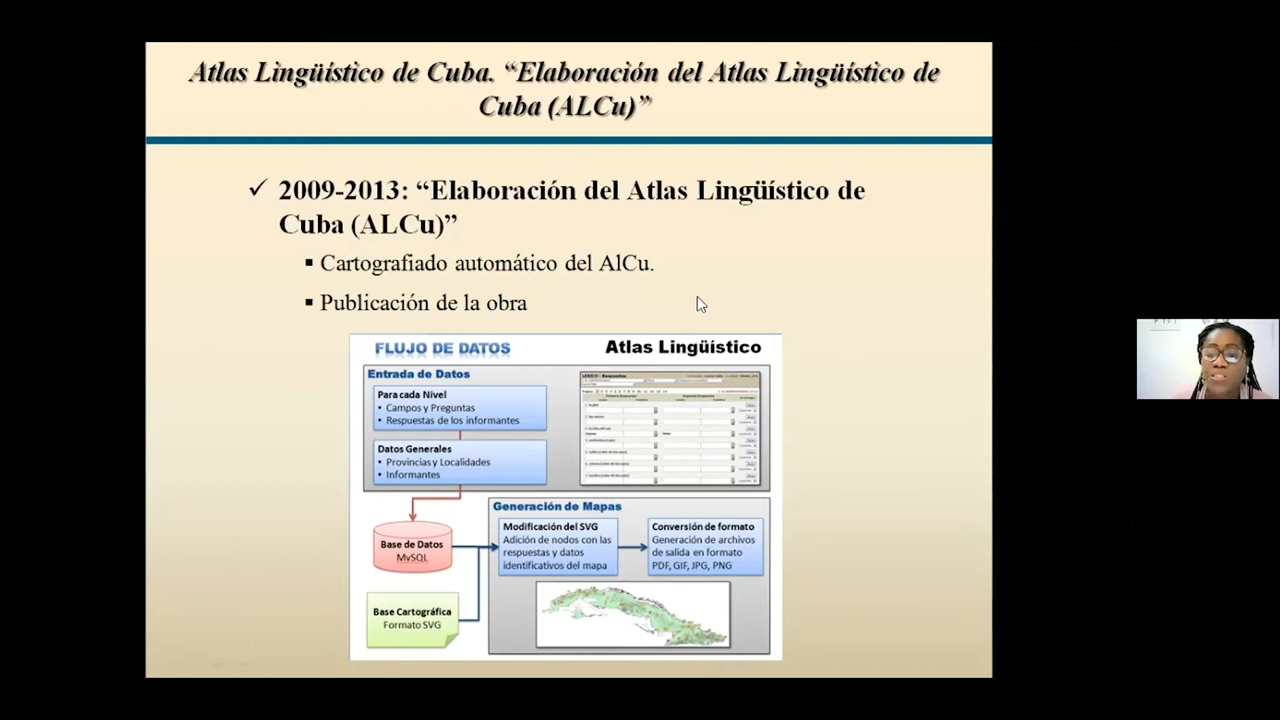 Atlas Lingüístico de Cuba. “Elaboración del Atlas Lingüístico de
Cuba (ALCu)”
✓ 2009-2013: “Elaboración del Atlas Lingüístico de
Cuba (ALCu)”
▪ Cartografiado automático del AlCu.
▪ Publicación de la obra
FLUJO DE DATOS
Atlas Lingüístico
Entrada de Datos
Para cada Nivel
• Campos y Preguntas
• Respuestas de los informantes
Datos Generales
• Provincias y Localidades
• Informantes
Base de Datos
MySQL
Base Cartográfica
Formato SVG
Generación de Mapas
Modificación del SVG
Adición de nodos con las
respuestas y datos
identificativos del mapa
Conversión de formato
Generación de archivos
de salida en formato
PDF, GIF, JPG, PNG